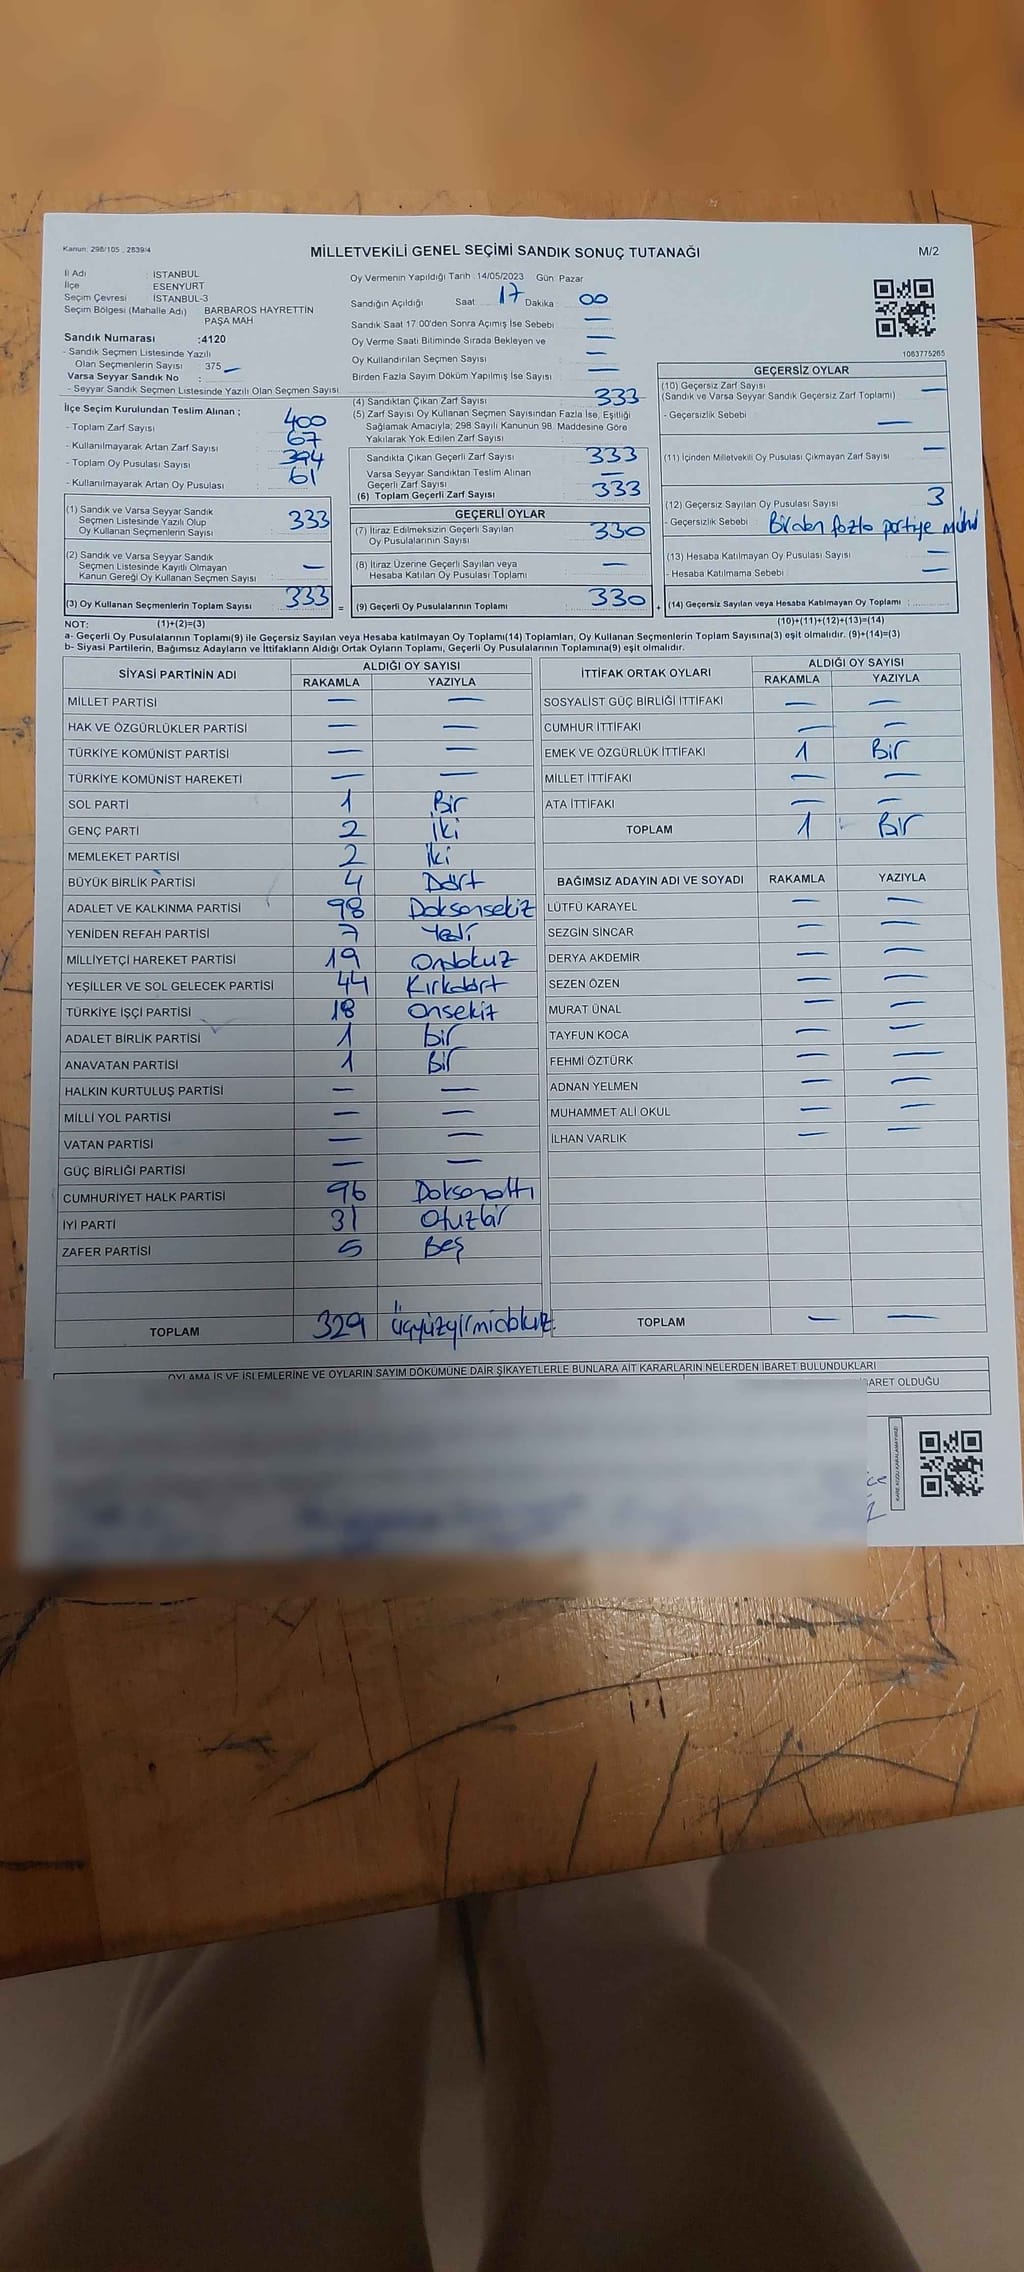 Kanun: 298/105 , 2839/4
MİLLETVEKİLİ GENEL SEÇİMİ SANDIK SONUÇ TUTANAĞI
M/2
İl Adı : İSTANBUL
İlçe : ESENYURT
Seçim Çevresi : İSTANBUL-3
Seçim Bölgesi (Mahalle Adı) : BARBAROS HAYRETTİN PAŞA MAH
Sandık Numarası :4120
- Sandık Seçmen Listesinde Yazılı
Olan Seçmenlerin Sayısı : 375 —
Varsa Seyyar Sandık No :
- Seyyar Sandık Seçmen Listesinde Yazılı Olan Seçmen Sayısı
Oy Vermenin Yapıldığı Tarih : 14/05/2023 Gün: Pazar
Sandığın Açıldığı Saat : 17 Dakika : 00
Sandık Saat 17:00'den Sonra Açımış İse Sebebi : —
Oy Verme Saati Bitiminde Sırada Bekleyen ve : —
Oy Kullandırılan Seçmen Sayısı : —
Birden Fazla Sayım Döküm Yapılmış İse Sayısı : —
1063775265
İlçe Seçim Kurulundan Teslim Alınan ;
- Toplam Zarf Sayısı : 400
- Kullanılmayarak Artan Zarf Sayısı : 67
- Toplam Oy Pusulası Sayısı : 394
- Kullanılmayarak Artan Oy Pusulası : 61
(4) Sandıktan Çıkan Zarf Sayısı : 333
(5) Zarf Sayısı Oy Kullanan Seçmen Sayısından Fazla İse, Eşitliği
Sağlamak Amacıyla; 298 Sayılı Kanunun 98. Maddesine Göre
Yakılarak Yok Edilen Zarf Sayısı :
Sandıkta Çıkan Geçerli Zarf Sayısı : 333
Varsa Seyyar Sandıktan Teslim Alınan
Geçerli Zarf Sayısı : —
(6) Toplam Geçerli Zarf Sayısı : 333
GEÇERSİZ OYLAR
(10) Geçersiz Zarf Sayısı : —
(Sandık ve Varsa Seyyar Sandık Geçersiz Zarf Toplamı)
- Geçersizlik Sebebi : —
(11) İçinden Milletvekili Oy Pusulası Çıkmayan Zarf Sayısı : —
(12) Geçersiz Sayılan Oy Pusulası Sayısı : 3
- Geçersizlik Sebebi : Birden fazla partiye mühür
(13) Hesaba Katılmayan Oy Pusulası Sayısı : —
- Hesaba Katılmama Sebebi : —
(14) Geçersiz Sayılan veya Hesaba Katılmayan Oy Toplamı :
(10)+(11)+(12)+(13)=(14)
(1) Sandık ve Varsa Seyyar Sandık
Seçmen Listesinde Yazılı Olup
Oy Kullanan Seçmenlerin Sayısı : 333
(2) Sandık ve Varsa Seyyar Sandık
Seçmen Listesinde Kayıtlı Olmayan
Kanun Gereği Oy Kullanan Seçmen Sayısı : —
(3) Oy Kullanan Seçmenlerin Toplam Sayısı : 333 =
GEÇERLİ OYLAR
(7) İtiraz Edilmeksizin Geçerli Sayılan
Oy Pusulalarının Sayısı : 330
(8) İtiraz Üzerine Geçerli Sayılan veya
Hesaba Katılan Oy Pusulası Toplamı : —
(9) Geçerli Oy Pusulalarının Toplamı : 330 +
NOT: (1)+(2)=(3)
a- Geçerli Oy Pusulalarının Toplamı(9) ile Geçersiz Sayılan veya Hesaba katılmayan Oy Toplamı(14) Toplamları, Oy Kullanan Seçmenlerin Toplam Sayısına(3) eşit olmalıdır. (9)+(14)=(3)
b- Siyasi Partilerin, Bağımsız Adayların ve İttifakların Aldığı Ortak Oyların Toplamı, Geçerli Oy Pusulalarının Toplamına(9) eşit olmalıdır.
SİYASİ PARTİNİN ADI ALDIĞI OY SAYISI
RAKAMLA YAZIYLA
MİLLET PARTİSİ — —
HAK VE ÖZGÜRLÜKLER PARTİSİ — —
TÜRKİYE KOMÜNİST PARTİSİ — —
TÜRKİYE KOMÜNİST HAREKETİ — —
SOL PARTİ 1 Bir
GENÇ PARTİ 2 İki
MEMLEKET PARTİSİ 2 İki
BÜYÜK BİRLİK PARTİSİ 4 Dört
ADALET VE KALKINMA PARTİSİ 98 Doksansekiz
YENİDEN REFAH PARTİSİ 7 Yedi
MİLLİYETÇİ HAREKET PARTİSİ 19 Ondokuz
YEŞİLLER VE SOL GELECEK PARTİSİ 44 Kırkdört
TÜRKİYE İŞÇİ PARTİSİ 18 Onsekiz
ADALET BİRLİK PARTİSİ 1 bir
ANAVATAN PARTİSİ 1 Bir
HALKIN KURTULUŞ PARTİSİ — —
MİLLİ YOL PARTİSİ — —
VATAN PARTİSİ — —
GÜÇ BİRLİĞİ PARTİSİ — —
CUMHURİYET HALK PARTİSİ 96 Doksanaltı
İYİ PARTİ 31 Otuzbir
ZAFER PARTİSİ 5 Beş
TOPLAM 329 Üçyüzyirmidokuz
İTTİFAK ORTAK OYLARI ALDIĞI OY SAYISI
RAKAMLA YAZIYLA
SOSYALİST GÜÇ BİRLİĞİ İTTİFAKI — —
CUMHUR İTTİFAKI — —
EMEK VE ÖZGÜRLÜK İTTİFAKI 1 Bir
MİLLET İTTİFAKI — —
ATA İTTİFAKI — —
TOPLAM 1 Bir
BAĞIMSIZ ADAYIN ADI VE SOYADI RAKAMLA YAZIYLA
LÜTFÜ KARAYEL — —
SEZGİN SİNCAR — —
DERYA AKDEMİR — —
SEZEN ÖZEN — —
MURAT ÜNAL — —
TAYFUN KOCA — —
FEHMİ ÖZTÜRK — —
ADNAN YELMEN — —
MUHAMMET ALİ OKUL — —
İLHAN VARLIK — —
TOPLAM — —
OYLAMA İŞ VE İŞLEMLERİNE VE OYLARIN SAYIM DÖKÜMÜNE DAİR ŞİKAYETLERLE BUNLARA AİT KARARLARIN NELERDEN İBARET BULUNDUKLARI
OLDUĞU